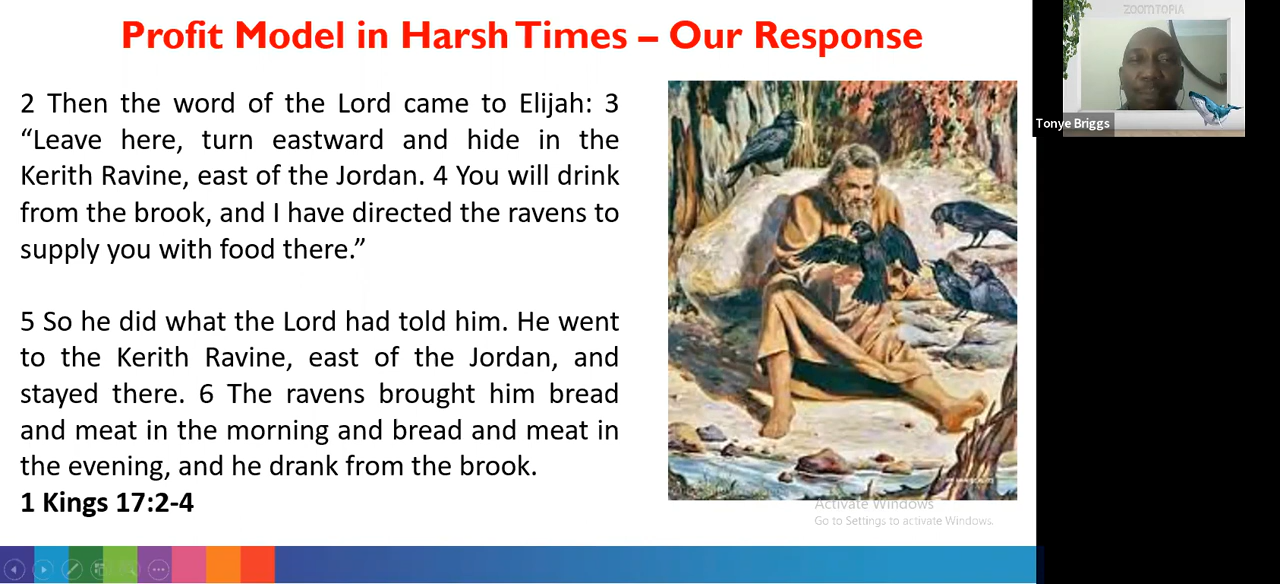 Profit Model in Harsh Times – Our Response
ZOOMTOPIA
Tonye Briggs
2 Then the word of the Lord came to Elijah: 3
“Leave here, turn eastward and hide in the
Kerith Ravine, east of the Jordan. 4 You will drink
from the brook, and I have directed the ravens to
supply you with food there.”
5 So he did what the Lord had told him. He went
to the Kerith Ravine, east of the Jordan, and
stayed there. 6 The ravens brought him bread
and meat in the morning and bread and meat in
the evening, and he drank from the brook.
1 Kings 17:2-4
Activate Windows
Go to Settings to activate Windows.